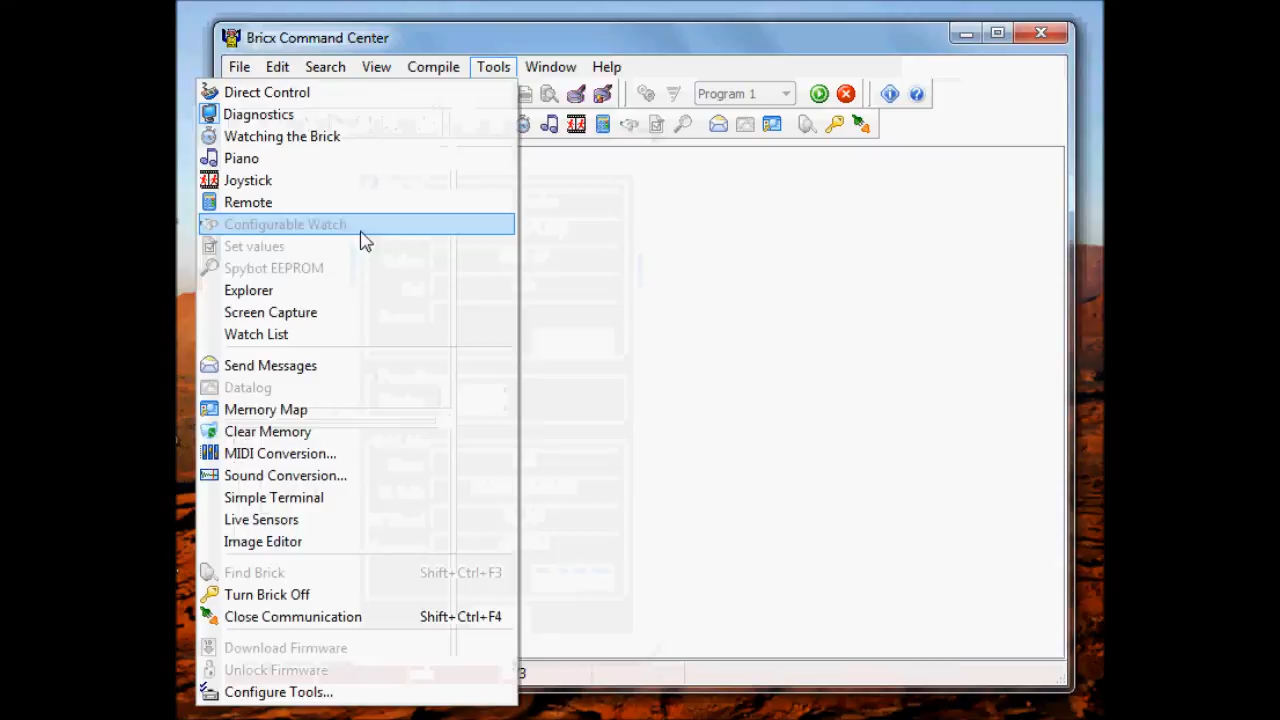 Bricx Command Center
File Edit Search View Compile Tools Window Help
Program 1
Direct Control
Diagnostics
Watching the Brick
Piano
Joystick
Remote
Configurable Watch
Set values
Spybot EEPROM
Explorer
Screen Capture
Watch List
Send Messages
Datalog
Memory Map
Clear Memory
MIDI Conversion...
Sound Conversion...
Simple Terminal
Live Sensors
Image Editor
Find Brick Shift+Ctrl+F3
Turn Brick Off
Close Communication Shift+Ctrl+F4
Download Firmware
Unlock Firmware
3
Configure Tools...